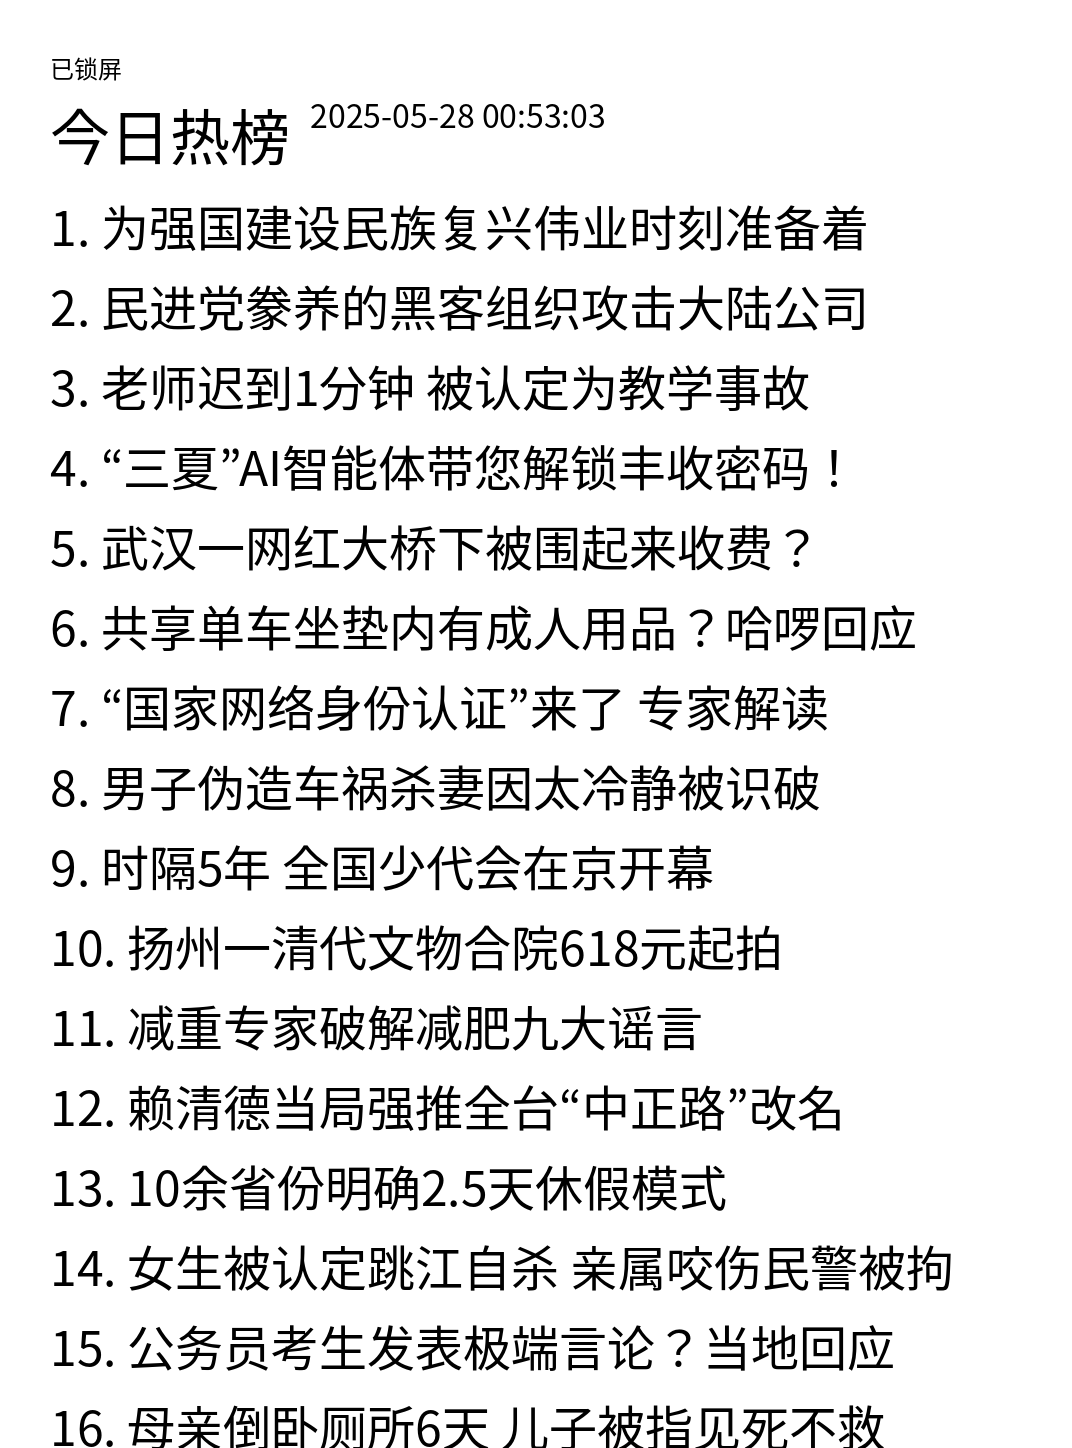 已锁屏
今日热榜 2025-05-28 00:53:03
1. 为强国建设民族复兴伟业时刻准备着
2. 民进党豢养的黑客组织攻击大陆公司
3. 老师迟到1分钟 被认定为教学事故
4. “三夏”AI智能体带您解锁丰收密码！
5. 武汉一网红大桥下被围起来收费？
6. 共享单车坐垫内有成人用品？哈啰回应
7. “国家网络身份认证”来了 专家解读
8. 男子伪造车祸杀妻因太冷静被识破
9. 时隔5年 全国少代会在京开幕
10. 扬州一清代文物合院618元起拍
11. 减重专家破解减肥九大谣言
12. 赖清德当局强推全台“中正路”改名
13. 10余省份明确2.5天休假模式
14. 女生被认定跳江自杀 亲属咬伤民警被拘
15. 公务员考生发表极端言论？当地回应
16. 母亲倒卧厕所6天 儿子被指见死不救